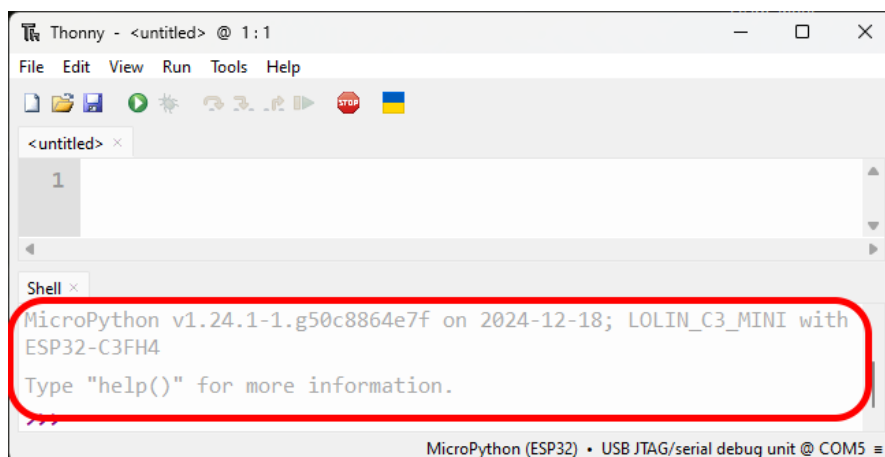 Thonny - <untitled> @ 1:1
File Edit View Run Tools Help
STOP
<untitled> ×
1
Shell ×
MicroPython v1.24.1-1.g50c8864e7f on 2024-12-18; LOLIN_C3_MINI with
ESP32-C3FH4
Type "help()" for more information.
>>>
MicroPython (ESP32) • USB JTAG/serial debug unit @ COM5 ≡